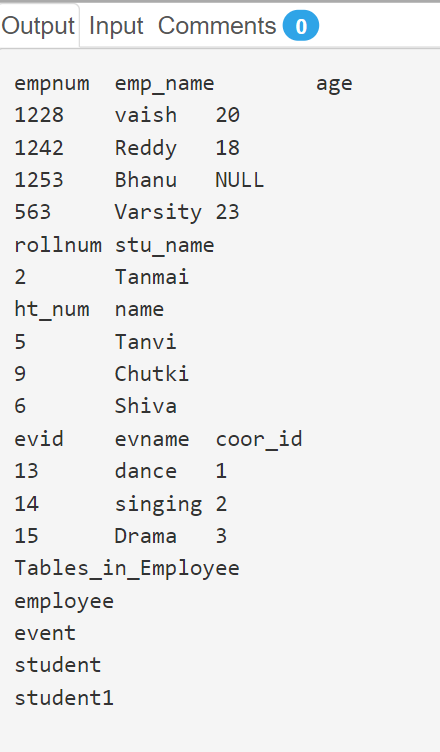 Output Input Comments 0
empnum emp_name age
1228 vaish 20
1242 Reddy 18
1253 Bhanu NULL
563 Varsity 23
rollnum stu_name
2 Tanmai
ht_num name
5 Tanvi
9 Chutki
6 Shiva
evid evname coor_id
13 dance 1
14 singing 2
15 Drama 3
Tables_in_Employee
employee
event
student
student1